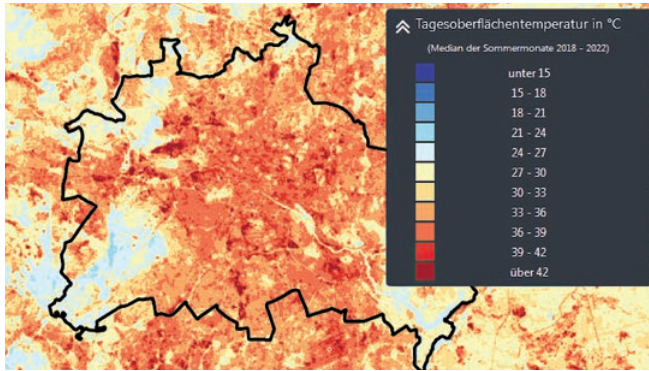 Tagesoberflächentemperatur in °C
(Median der Sommermonate 2018 - 2022)
unter 15
15 - 18
18 - 21
21 - 24
24 - 27
27 - 30
30 - 33
33 - 36
36 - 39
39 - 42
über 42